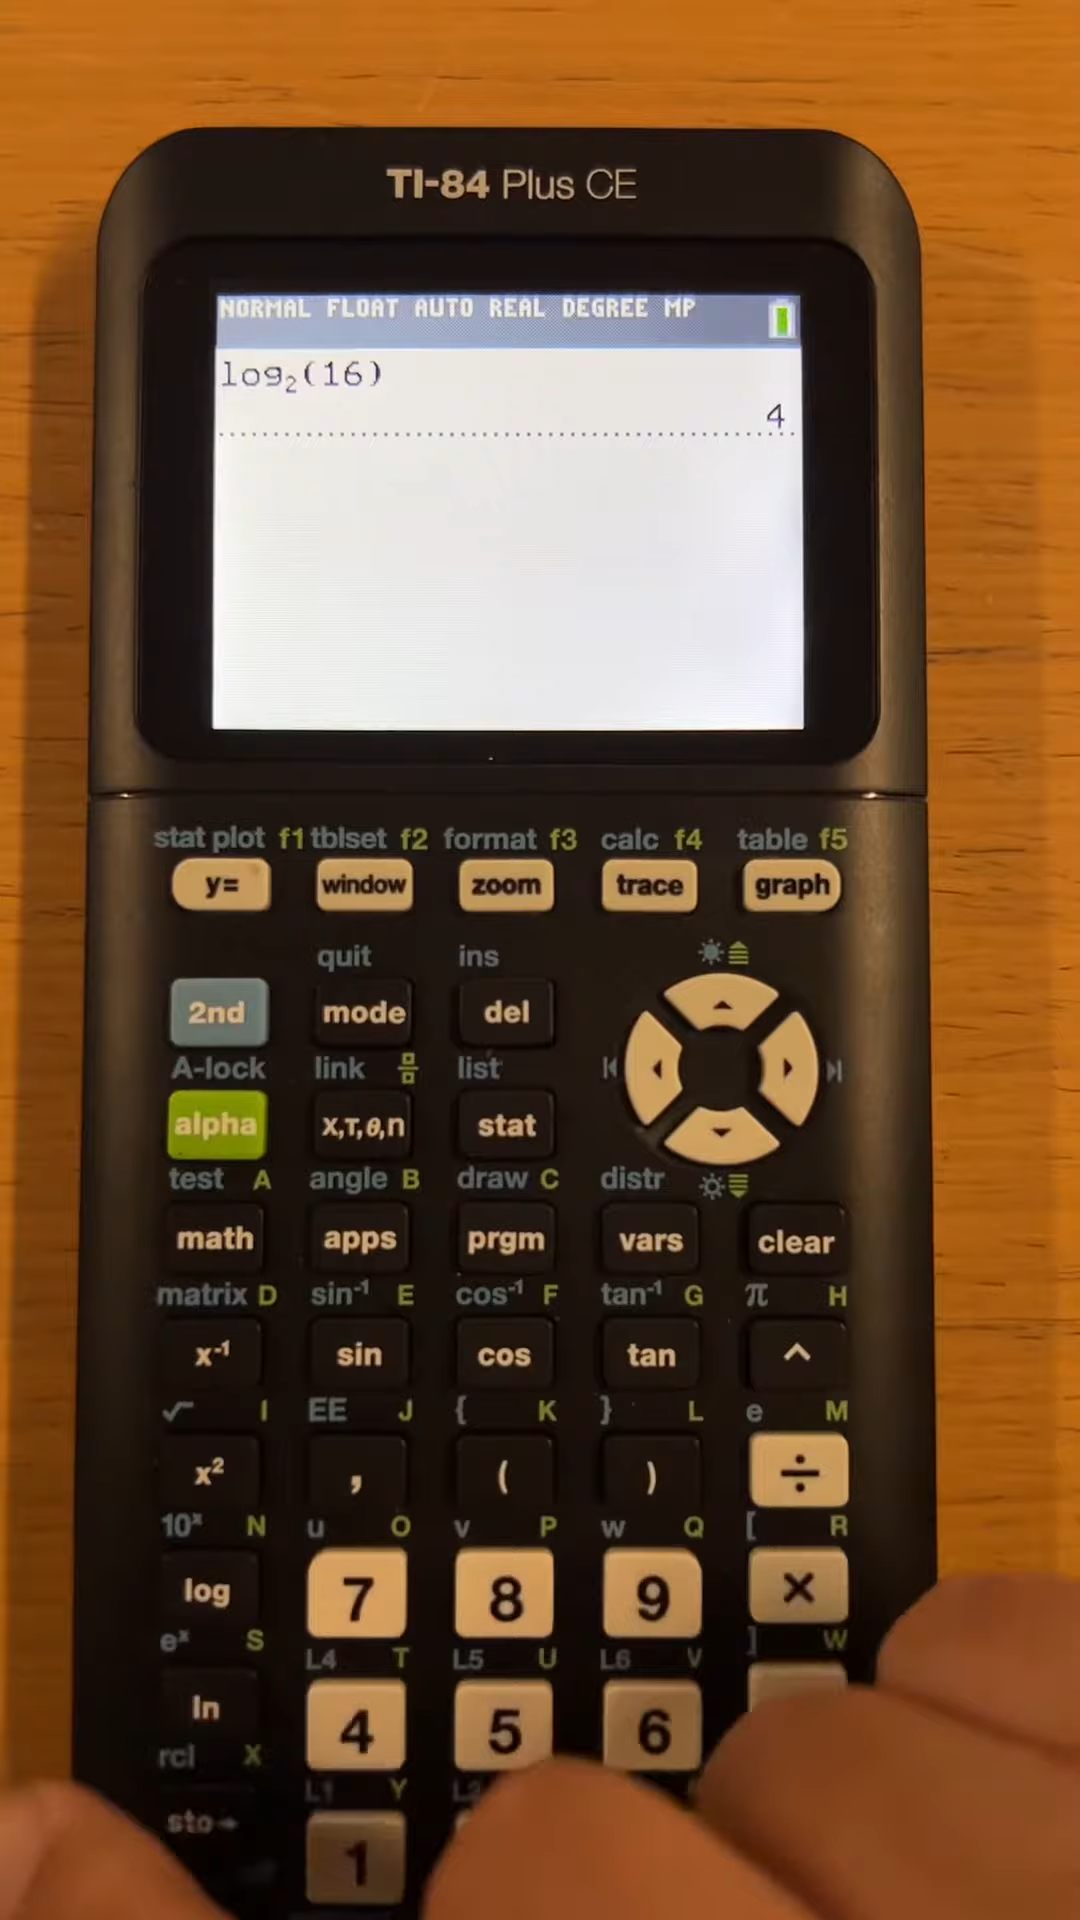 TI-84 Plus CE
NORMAL FLOAT AUTO REAL DEGREE MP
log₂(16)
4
stat plot f1 tblset f2 format f3 calc f4 table f5
y= window zoom trace graph
quit ins
2nd mode del
A-lock link list
alpha X,T,θ,n stat
test A angle B draw C distr
math apps prgm vars clear
matrix D sin⁻¹ E cos⁻¹ F tan⁻¹ G π H
x⁻¹ sin cos tan ^
√ I EE J { K } L e M
x² , ( ) ÷
10ˣ N u O v P w Q [ R
log 7 8 9 ×
eˣ S L4 T L5 U L6 V ] W
ln 4 5 6
rcl X L1 Y
sto→ 1